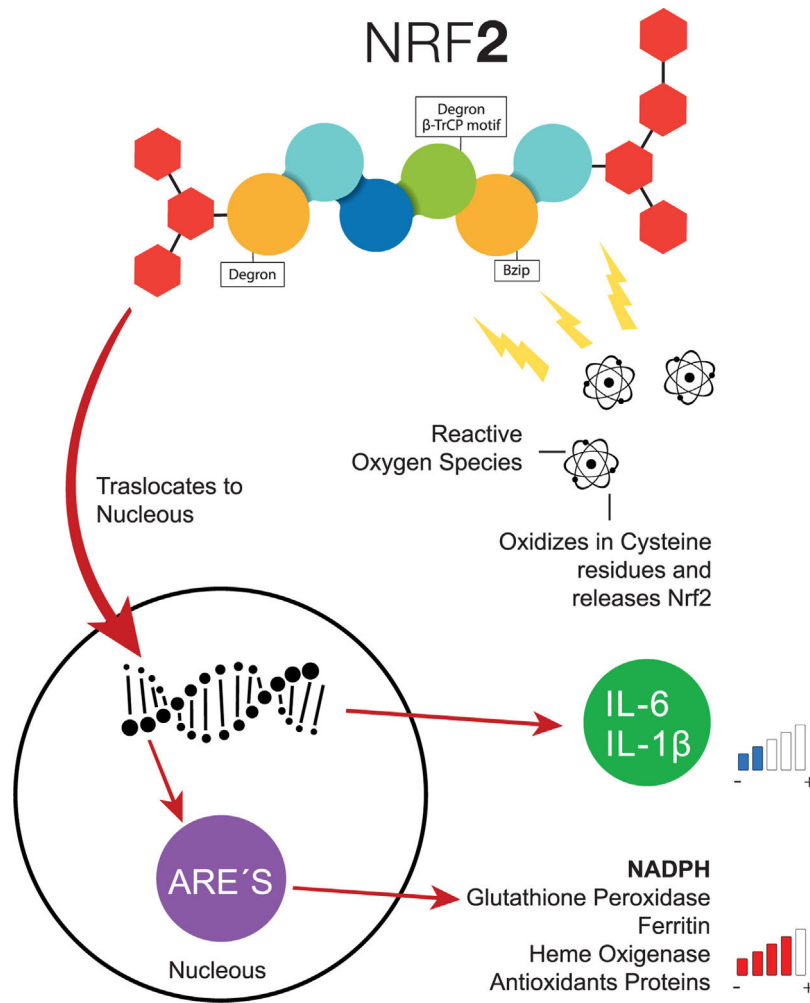 NRF2
Degron
β-TrCP motif
Degron
Bzip
Reactive
Oxygen Species
Traslocates to
Nucleous
Oxidizes in Cysteine
residues and
releases Nrf2
IL-6
IL-1β
- +
ARE´S
Nucleous
NADPH
Glutathione Peroxidase
Ferritin
Heme Oxigenase
Antioxidants Proteins
- +